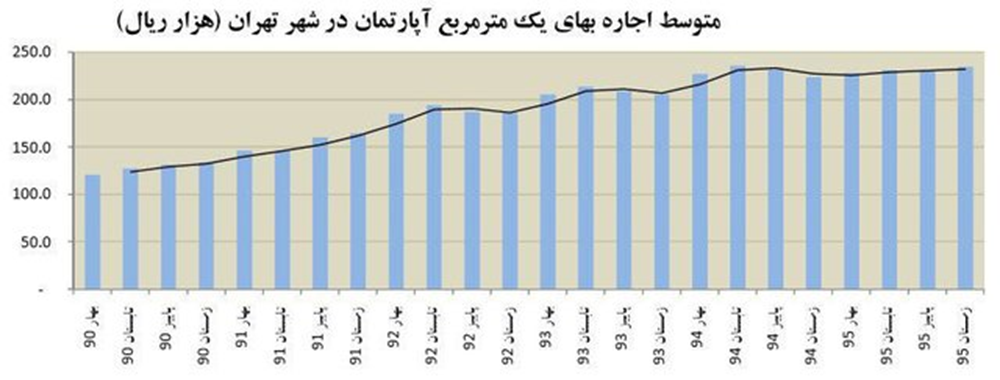 متوسط اجاره بهای یک مترمربع آپارتمان در شهر تهران (هزار ریال)
250.0
200.0
150.0
100.0
50.0
-
بهار 90
تابستان 90
پاییز 90
زمستان 90
بهار 91
تابستان 91
پاییز 91
زمستان 91
بهار 92
تابستان 92
پاییز 92
زمستان 92
بهار 93
تابستان 93
پاییز 93
زمستان 93
بهار 94
تابستان 94
پاییز 94
زمستان 94
بهار 95
تابستان 95
پاییز 95
زمستان 95